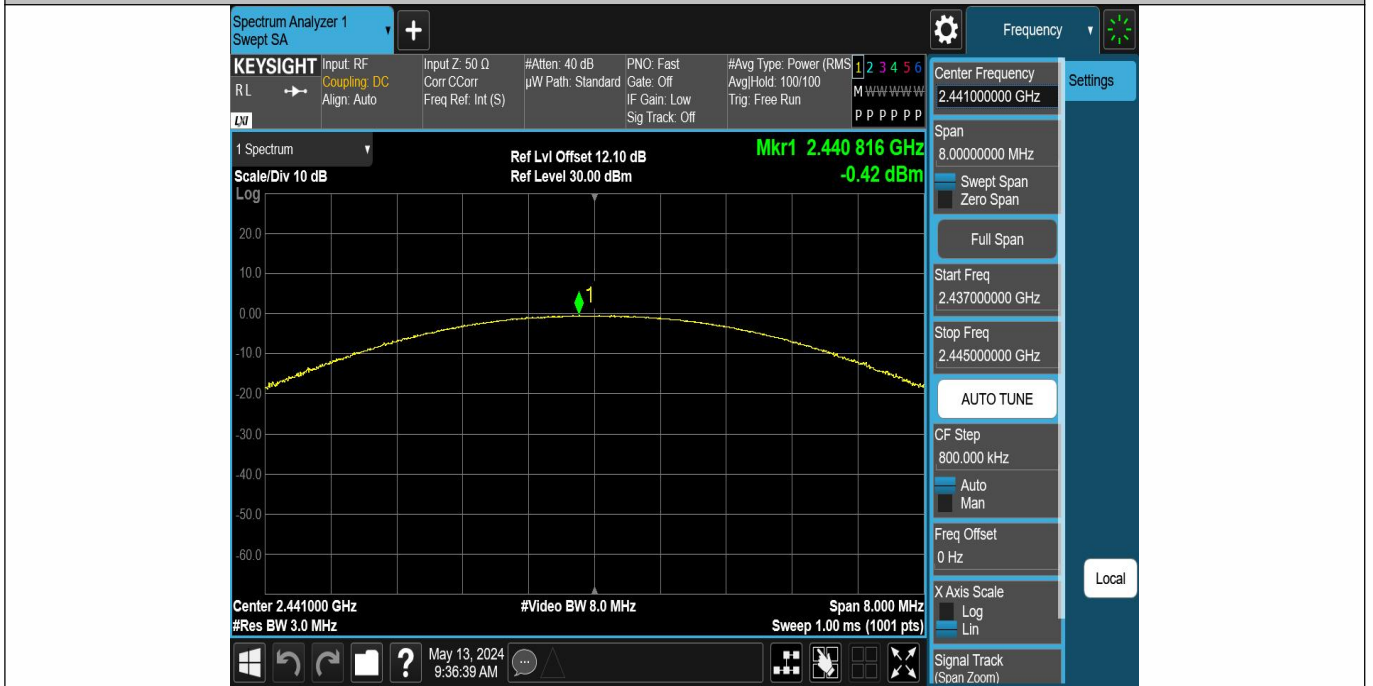 Spectrum Analyzer 1
Swept SA
+
Frequency
KEYSIGHT
RL
LXI
Input: RF
Coupling: DC
Align: Auto
Input Z: 50 Ω
Corr CCorr
Freq Ref: Int (S)
#Atten: 40 dB
µW Path: Standard
PNO: Fast
Gate: Off
IF Gain: Low
Sig Track: Off
#Avg Type: Power (RMS
Avg|Hold: 100/100
Trig: Free Run
1 2 3 4 5 6
M W W W W W
P P P P P P
1 Spectrum
Scale/Div 10 dB
Log
Ref Lvl Offset 12.10 dB
Ref Level 30.00 dBm
Mkr1 2.440 816 GHz
-0.42 dBm
20.0
10.0
0.00
-10.0
-20.0
-30.0
-40.0
-50.0
-60.0
1
Center 2.441000 GHz
#Res BW 3.0 MHz
#Video BW 8.0 MHz
Span 8.000 MHz
Sweep 1.00 ms (1001 pts)
?
May 13, 2024
9:36:39 AM
Center Frequency
2.441000000 GHz
Settings
Span
8.00000000 MHz
Swept Span
Zero Span
Full Span
Start Freq
2.437000000 GHz
Stop Freq
2.445000000 GHz
AUTO TUNE
CF Step
800.000 kHz
Auto
Man
Freq Offset
0 Hz
X Axis Scale
Log
Lin
Signal Track
(Span Zoom)
Local